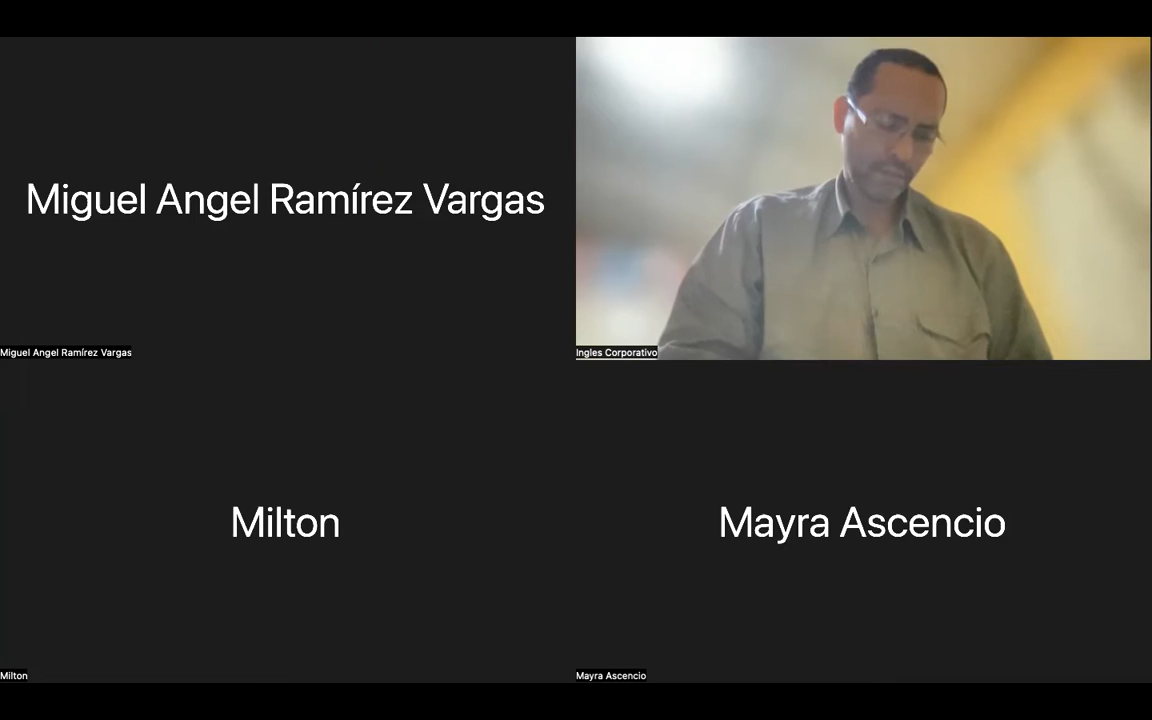 Miguel Angel Ramírez Vargas
Miguel Angel Ramírez Vargas
Ingles Corporativo
Milton
Mayra Ascencio
Milton
Mayra Ascencio